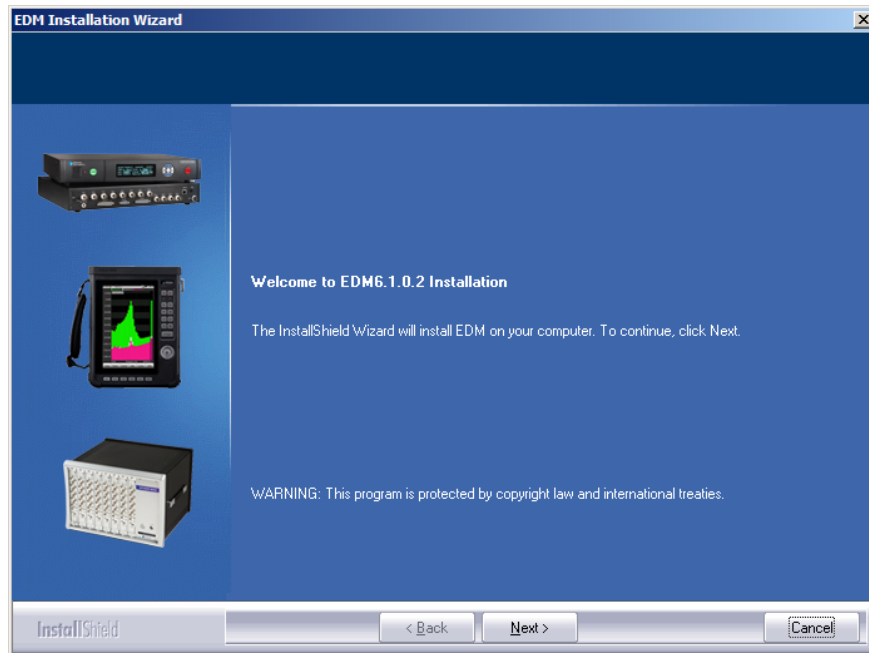 EDM Installation Wizard
Welcome to EDM6.1.0.2 Installation
The InstallShield Wizard will install EDM on your computer. To continue, click Next.
WARNING: This program is protected by copyright law and international treaties.
InstallShield
< Back
Next >
Cancel